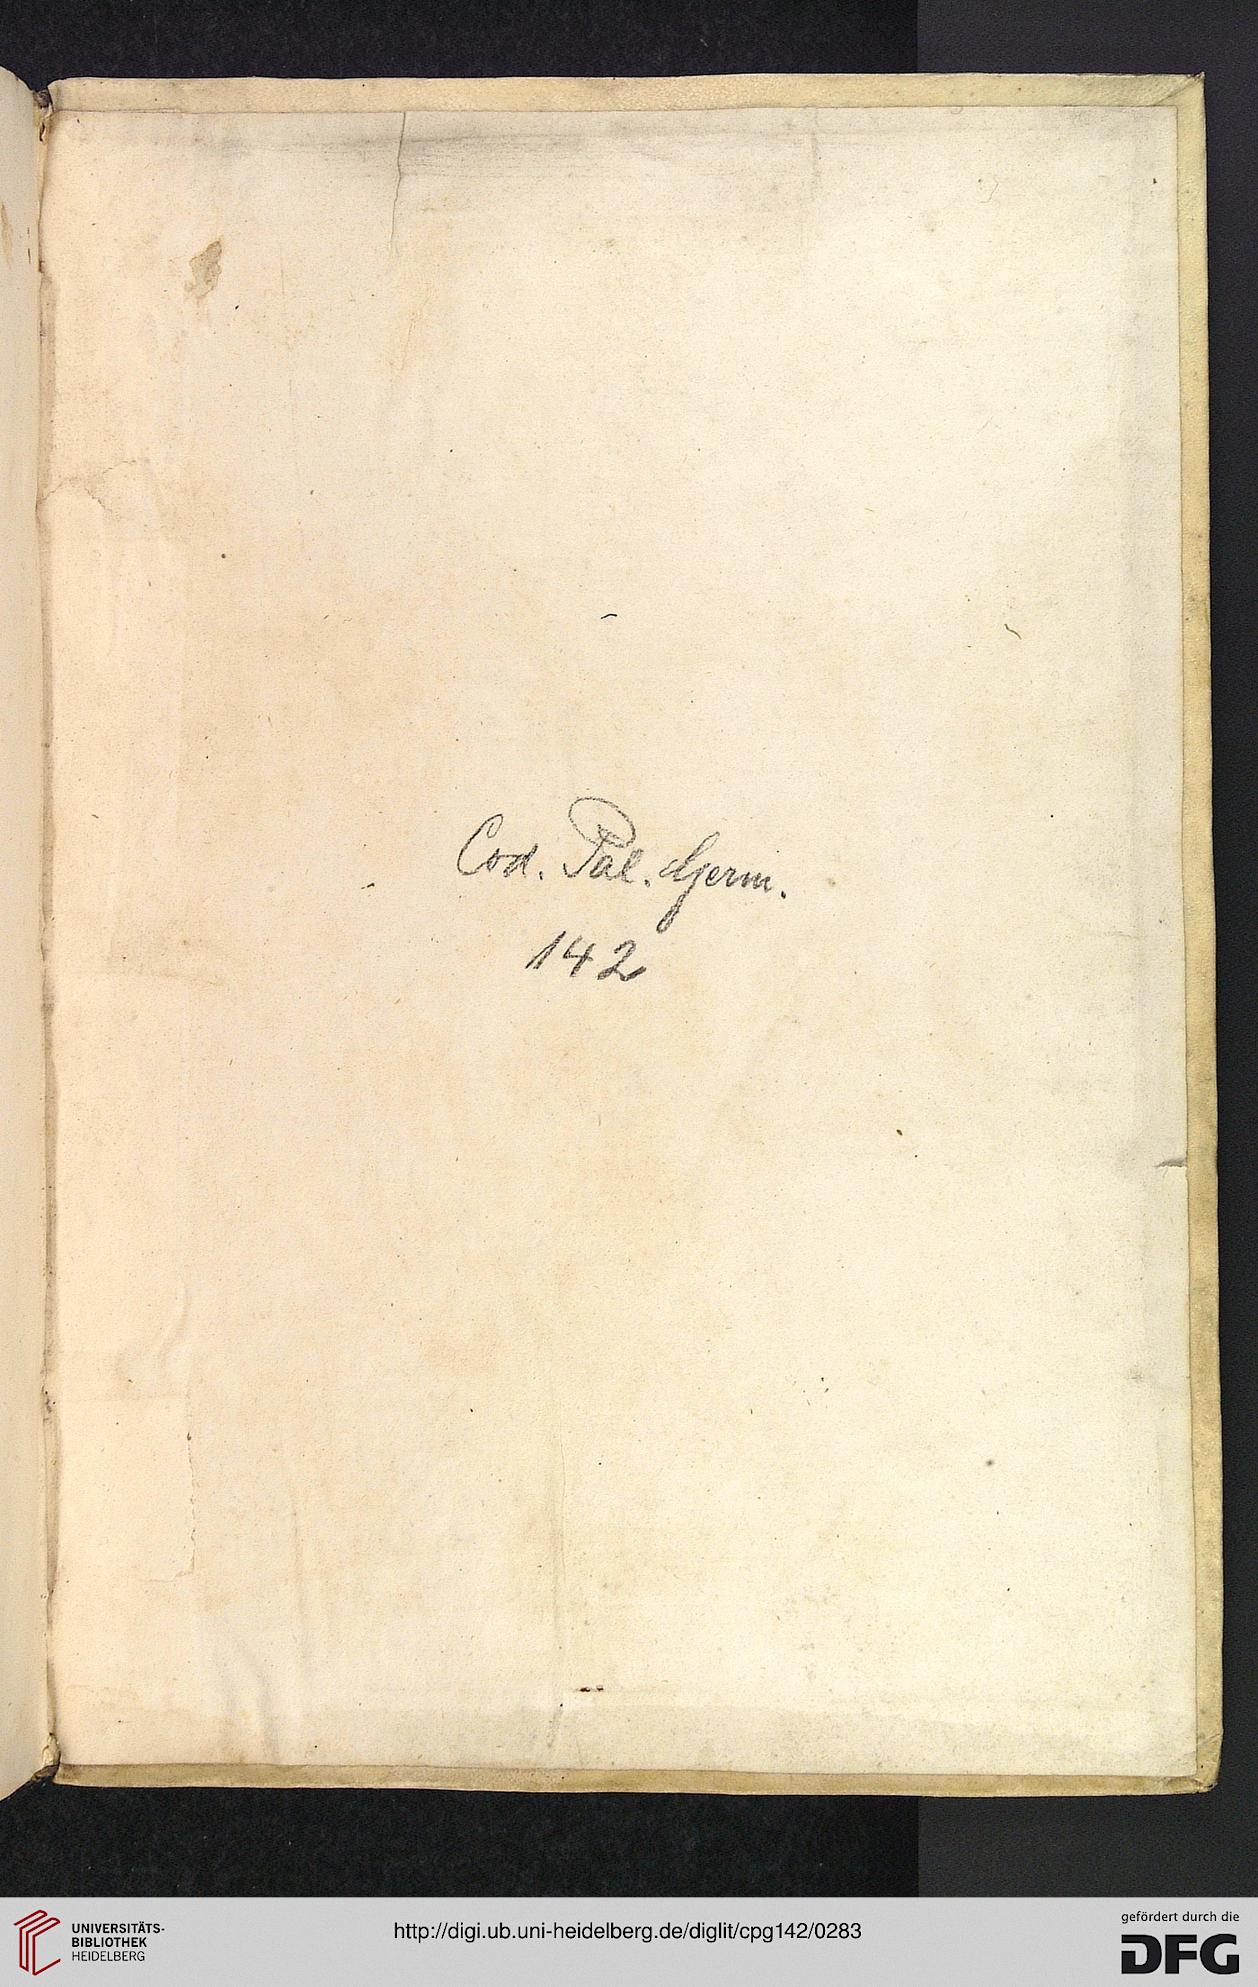 Cod. Pal. Germ.
142
UNIVERSITÄTS-
BIBLIOTHEK
HEIDELBERG
http://digi.ub.uni-heidelberg.de/diglit/cpg142/0283
gefördert durch die
DFG